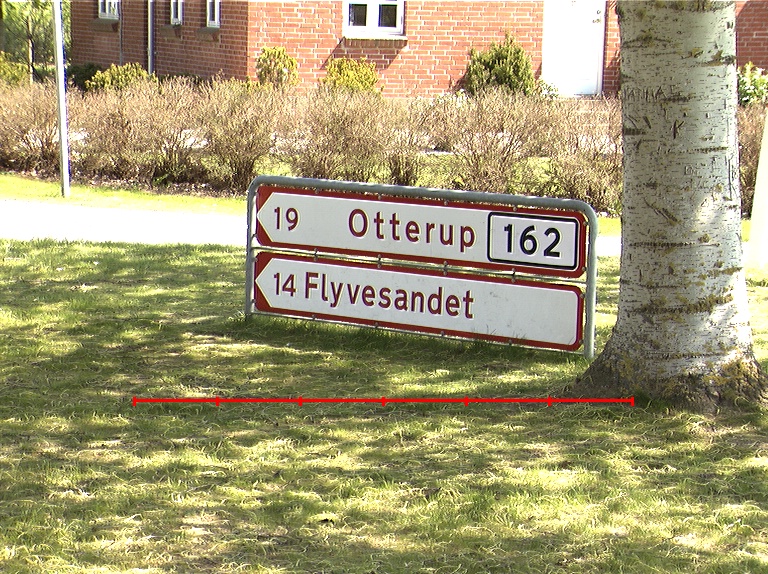 19 Otterup 162
14 Flyvesandet